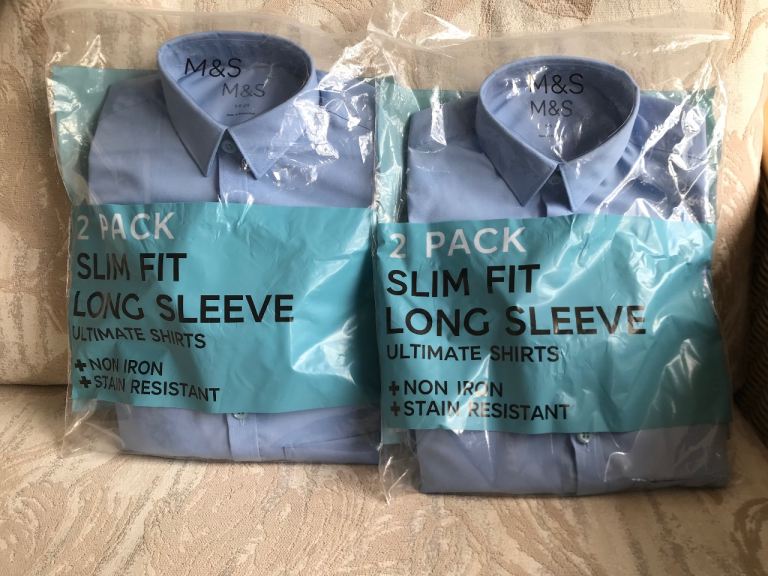 M&S
M&S
2 PACK
SLIM FIT
LONG SLEEVE
ULTIMATE SHIRTS
+ NON IRON
+ STAIN RESISTANT
M&S
M&S
2 PACK
SLIM FIT
LONG SLEEVE
ULTIMATE SHIRTS
+ NON IRON
+ STAIN RESISTANT